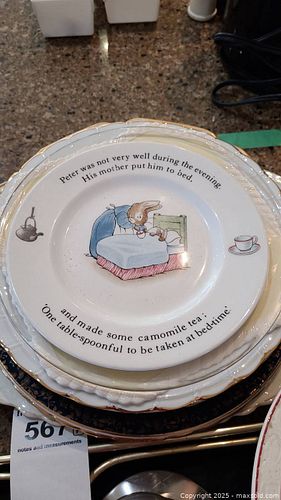 Peter was not very well during the evening.
His mother put him to bed,
and made some camomile tea;
'One table-spoonful to be taken at bed-time.'
567
notes and measurements
Copyright 2025 - maxsold.com